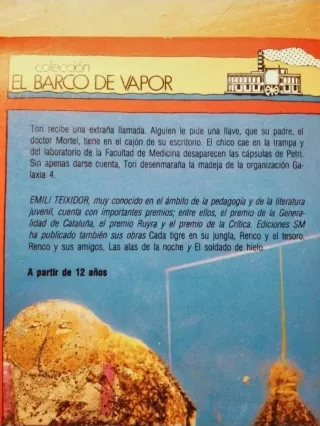 colección
EL BARCO DE VAPOR
Tori recibe una extraña llamada. Alguien le pide una llave, que su padre, el
doctor Mortel, tiene en el cajón de su escritorio. El chico cae en la trampa y
del laboratorio de la Facultad de Medicina desaparecen las cápsulas de Petri.
Sin apenas darse cuenta, Tori desenmaraña la madeja de la organización Ga-
laxia 4.
EMILI TEIXIDOR, muy conocido en el ámbito de la pedagogía y de la literatura
juvenil, cuenta con importantes premios; entre ellos, el premio de la Genera-
lidad de Cataluña, el premio Ruyra y el premio de la Crítica. Ediciones SM
ha publicado también sus obras Cada tigre en su jungla, Renco y el tesoro,
Renco y sus amigos, Las alas de la noche y El soldado de hielo.
A partir de 12 años